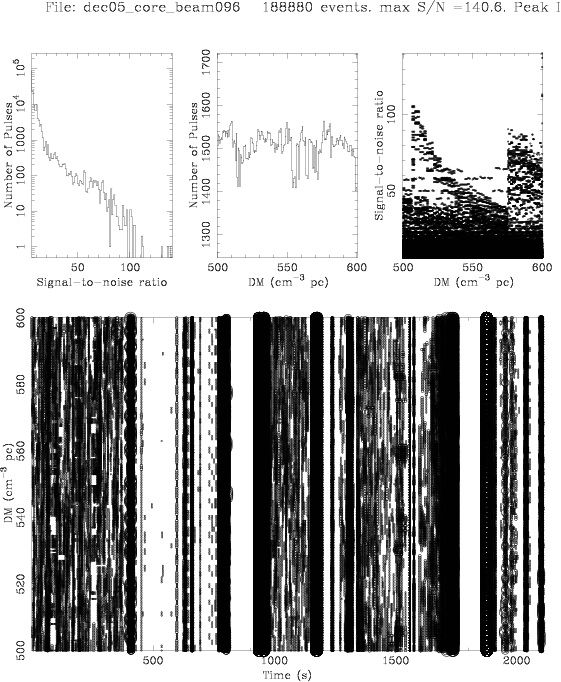 File: dec05_core_beam096 188880 events. max S/N =140.6. Peak
Number of Pulses
1 10 100 1000 10⁴ 10⁵
50 100
Signal-to-noise ratio
Number of Pulses
1300 1400 1500 1600 1700
500 550 600
DM (cm⁻³ pc)
Signal-to-noise ratio
50 100
500 550 600
DM (cm⁻³ pc)
DM (cm⁻³ pc)
500 520 540 560 580 600
500 1000 1500 2000
Time (s)